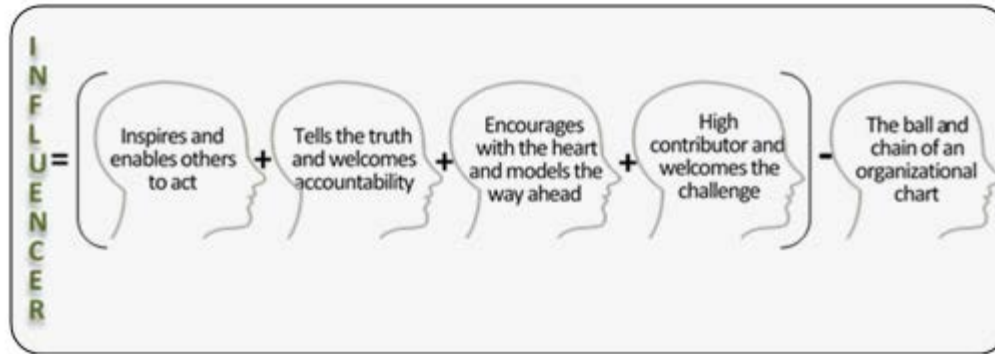 INFLUENCER
=
(
Inspires and
enables others
to act
+
Tells the truth
and welcomes
accountability
+
Encourages
with the heart
and models the
way ahead
+
High
contributor and
welcomes the
challenge
)
-
The ball and
chain of an
organizational
chart